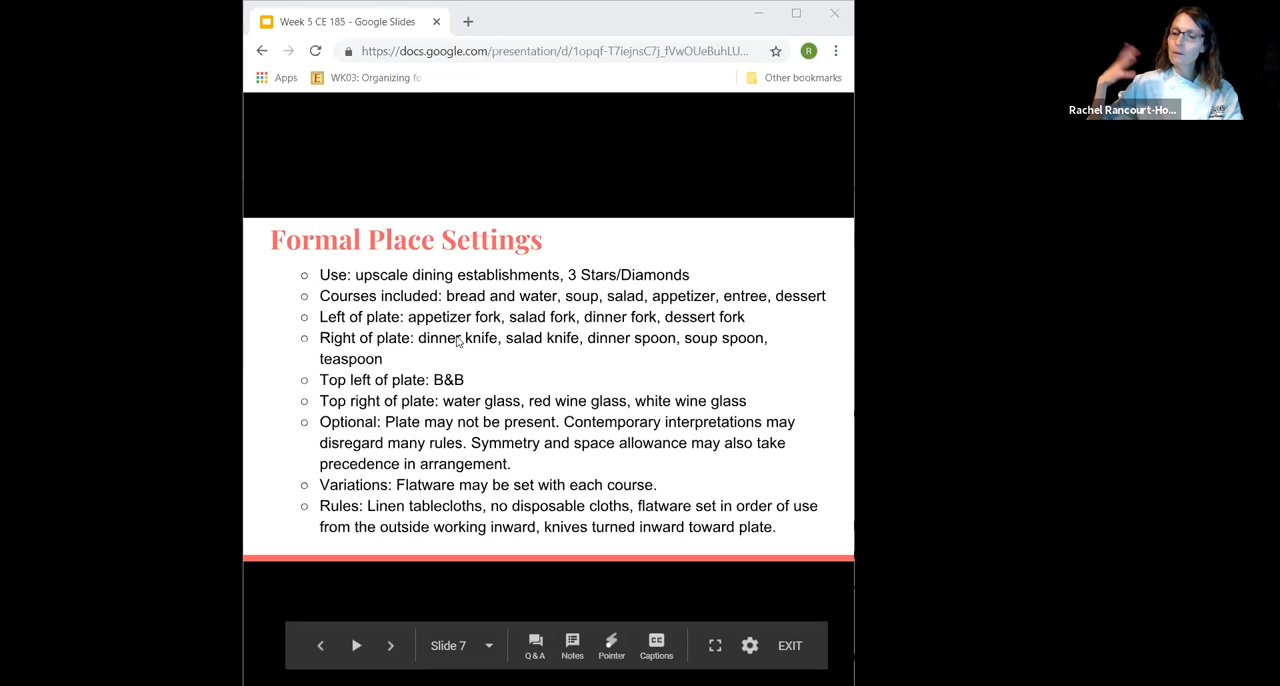 Week 5 CE 185 - Google Slides
https://docs.google.com/presentation/d/1opqf-T7iejnsC7j_fVwOUeBuhLU...
R
Apps
WK03: Organizing fo
Other bookmarks
Rachel Rancourt-Ho...
Formal Place Settings
Use: upscale dining establishments, 3 Stars/Diamonds
Courses included: bread and water, soup, salad, appetizer, entree, dessert
Left of plate: appetizer fork, salad fork, dinner fork, dessert fork
Right of plate: dinner knife, salad knife, dinner spoon, soup spoon,
teaspoon
Top left of plate: B&B
Top right of plate: water glass, red wine glass, white wine glass
Optional: Plate may not be present. Contemporary interpretations may
disregard many rules. Symmetry and space allowance may also take
precedence in arrangement.
Variations: Flatware may be set with each course.
Rules: Linen tablecloths, no disposable cloths, flatware set in order of use
from the outside working inward, knives turned inward toward plate.
Slide 7
Q & A
Notes
Pointer
CC
Captions
EXIT